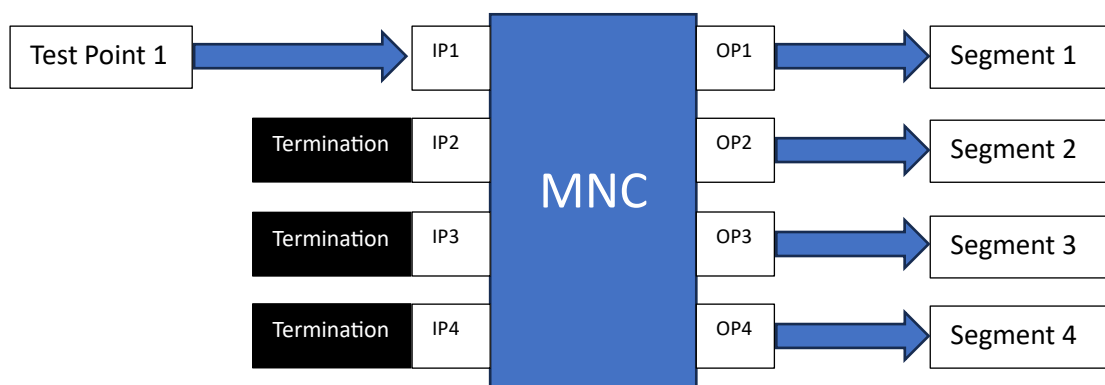 Test Point 1
IP1
OP1
Segment 1
Termination
IP2
OP2
Segment 2
MNC
Termination
IP3
OP3
Segment 3
Termination
IP4
OP4
Segment 4